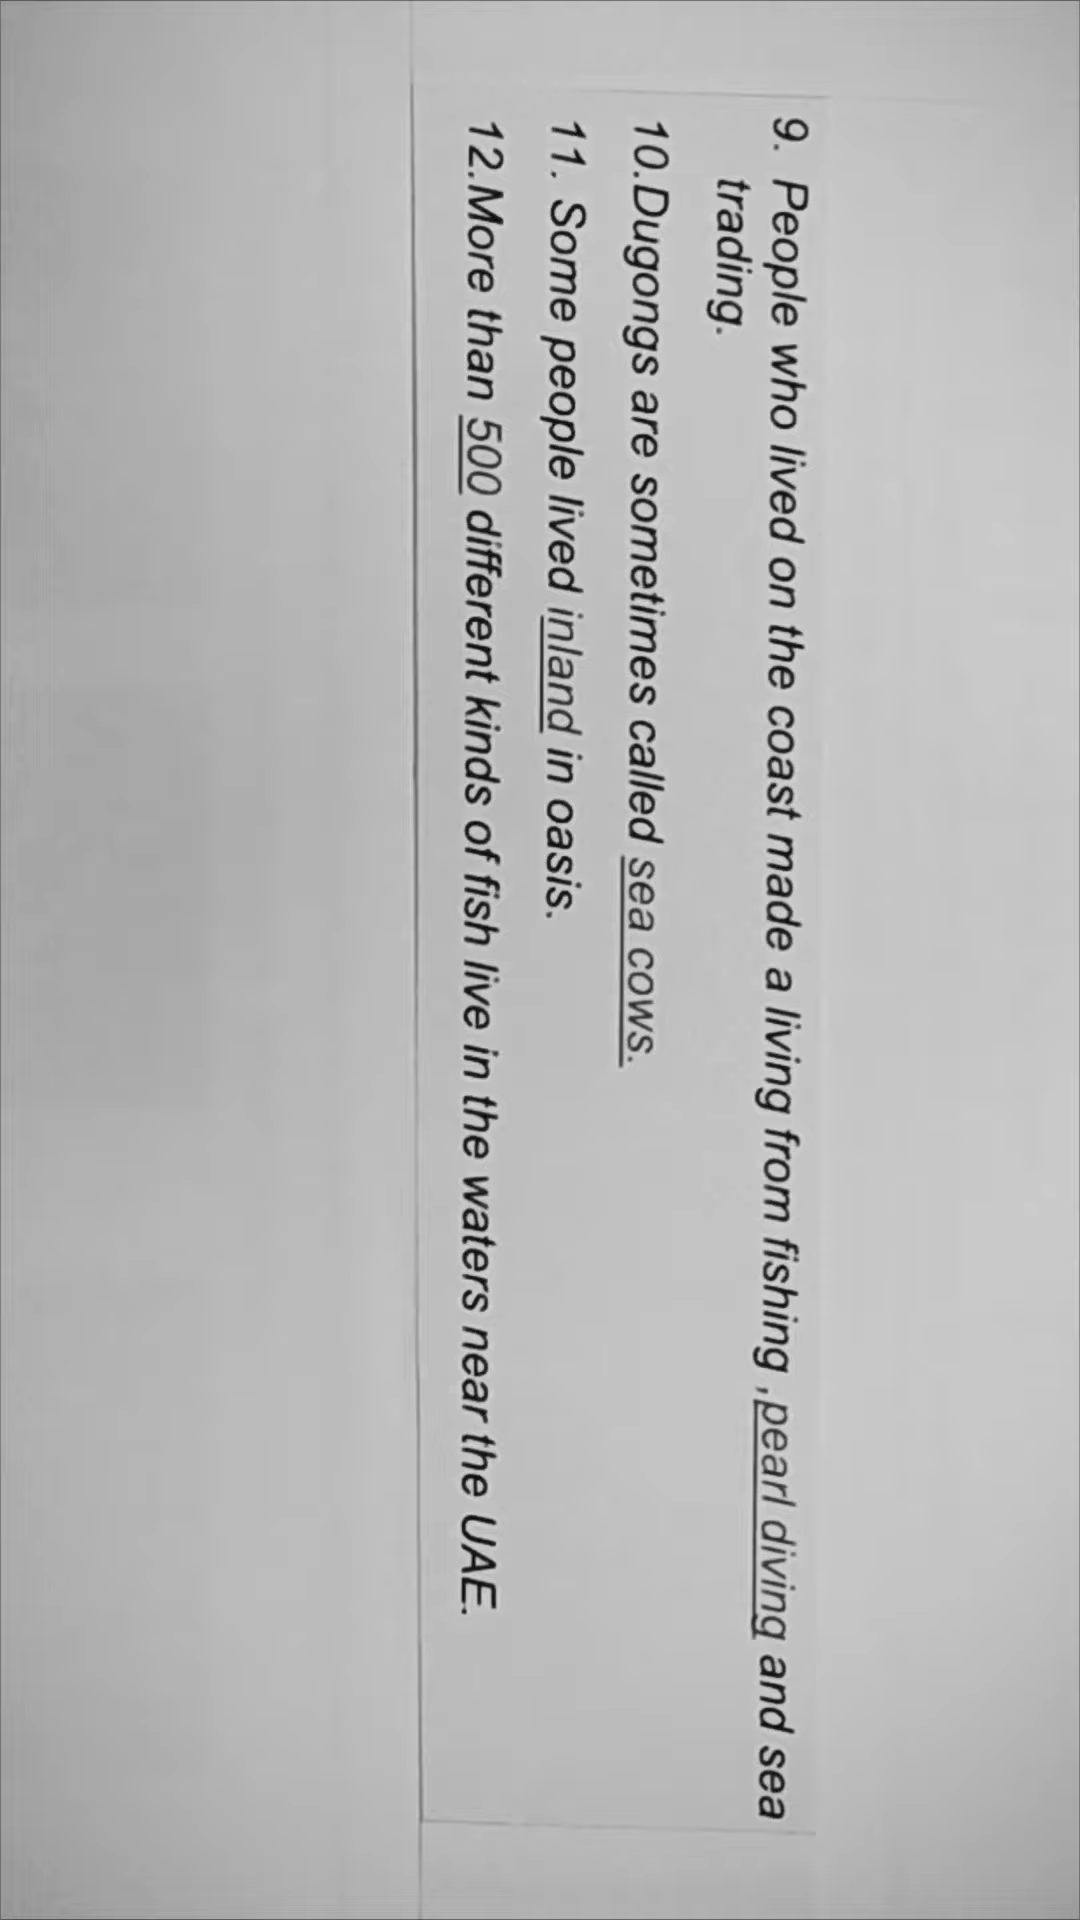 9. People who lived on the coast made a living from fishing ,pearl diving and sea
trading.
10.Dugongs are sometimes called sea cows.
11. Some people lived inland in oasis.
12.More than 500 different kinds of fish live in the waters near the UAE.